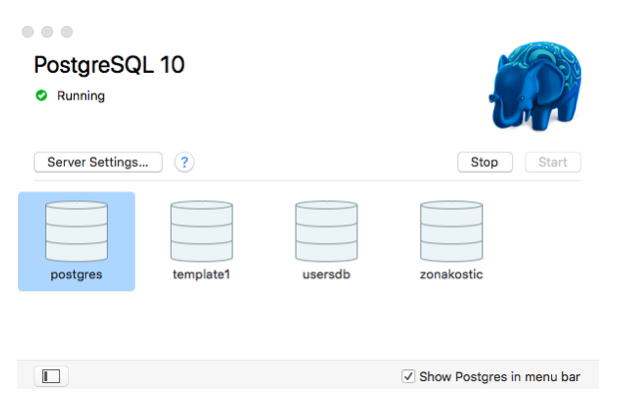 PostgreSQL 10
Running
Server Settings... ? Stop Start
postgres template1 usersdb zonakostic
Show Postgres in menu bar